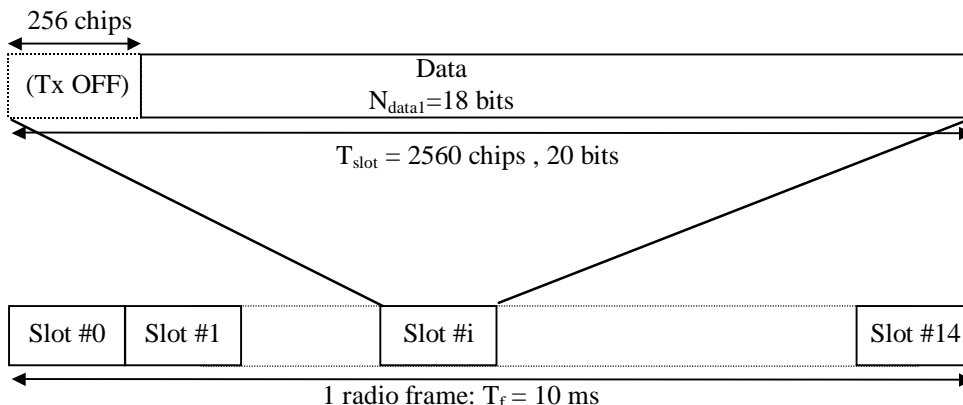 256 chips
(Tx OFF)
Data
N_data1=18 bits
T_slot = 2560 chips , 20 bits
Slot #0 Slot #1 Slot #i Slot #14
1 radio frame: T_f = 10 ms